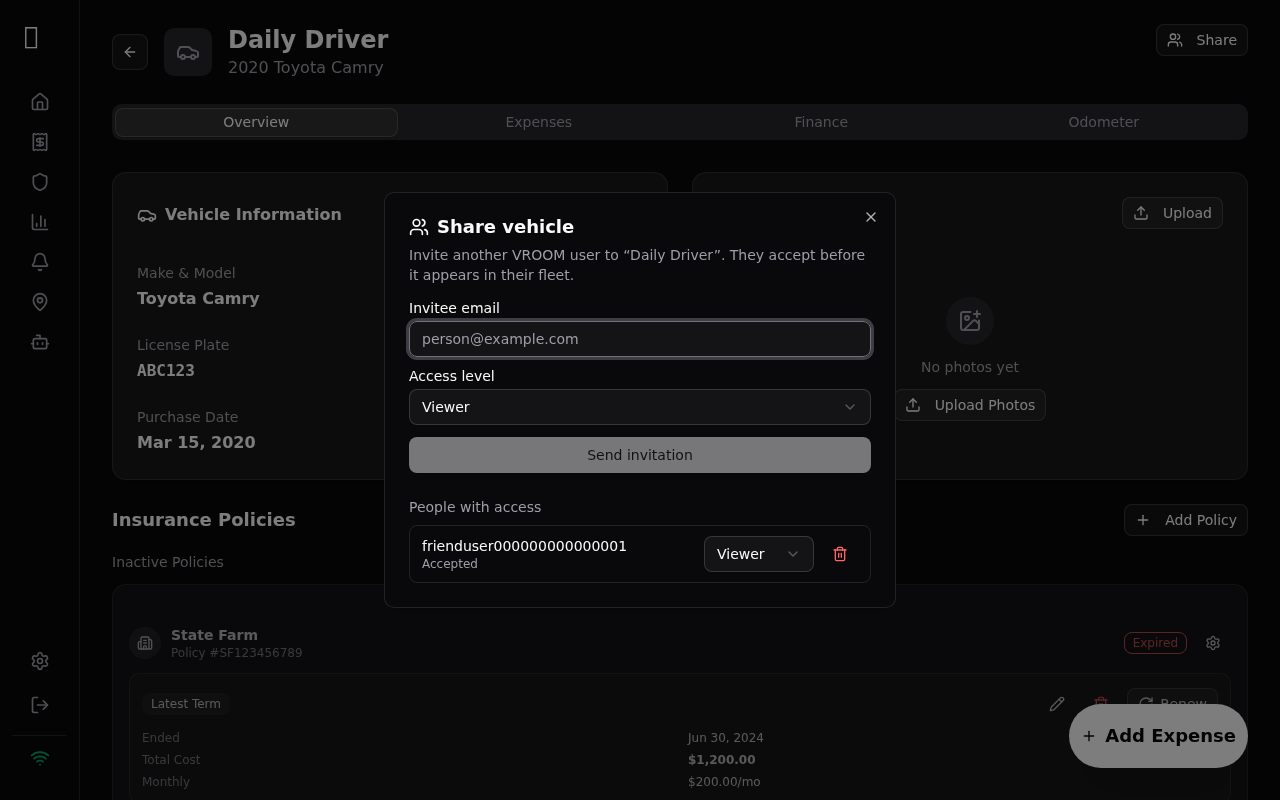 Daily Driver
2020 Toyota Camry
Share
Overview
Expenses
Finance
Odometer
Vehicle Information
Make & Model
Toyota Camry
License Plate
ABC123
Purchase Date
Mar 15, 2020
Upload
No photos yet
Upload Photos
Share vehicle
Invite another VROOM user to “Daily Driver”. They accept before
it appears in their fleet.
Invitee email
person@example.com
Access level
Viewer
Send invitation
People with access
frienduser000000000000001
Accepted
Viewer
Insurance Policies
Add Policy
Inactive Policies
State Farm
Policy #SF123456789
Expired
Latest Term
Renew
Ended
Jun 30, 2024
Total Cost
$1,200.00
Monthly
$200.00/mo
Add Expense